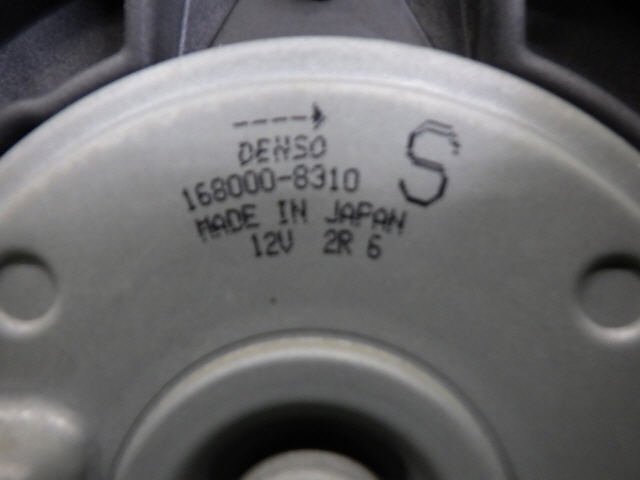 DENSO
S
168000-8310
MADE IN JAPAN
12V 2R 6